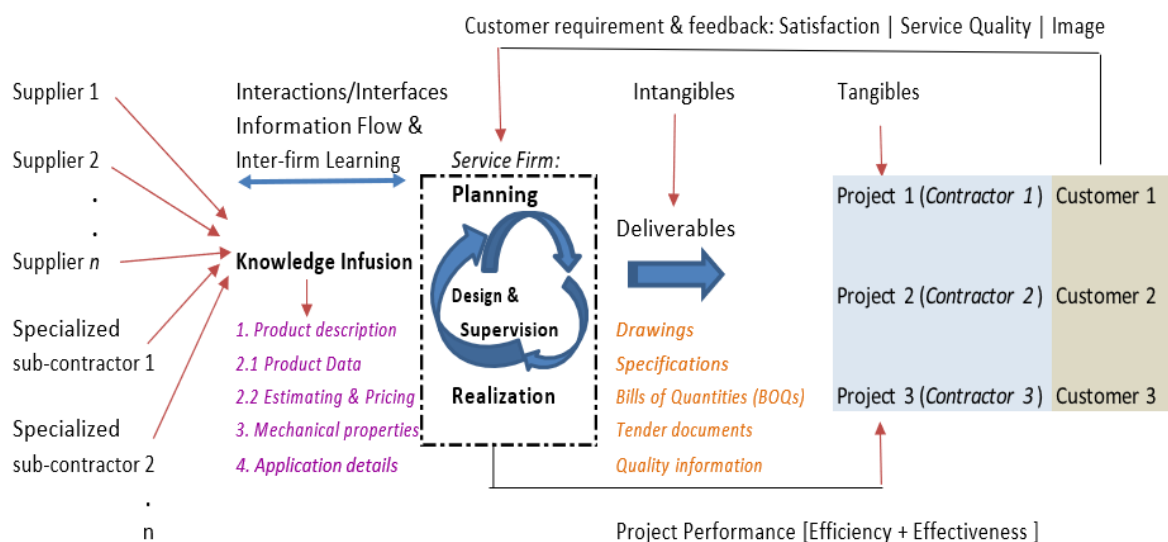 Customer requirement & feedback: Satisfaction | Service Quality | Image
Supplier 1
Supplier 2
.
.
Supplier n
Specialized
sub-contractor 1
Specialized
sub-contractor 2
.
n
Interactions/Interfaces
Information Flow &
Inter-firm Learning
Knowledge Infusion
1. Product description
2.1 Product Data
2.2 Estimating & Pricing
3. Mechanical properties
4. Application details
Service Firm:
Planning
Design &
Supervision
Realization
Intangibles
Deliverables
Drawings
Specifications
Bills of Quantities (BOQs)
Tender documents
Quality information
Tangibles
Project 1 (Contractor 1) Customer 1
Project 2 (Contractor 2) Customer 2
Project 3 (Contractor 3) Customer 3
Project Performance [Efficiency + Effectiveness ]